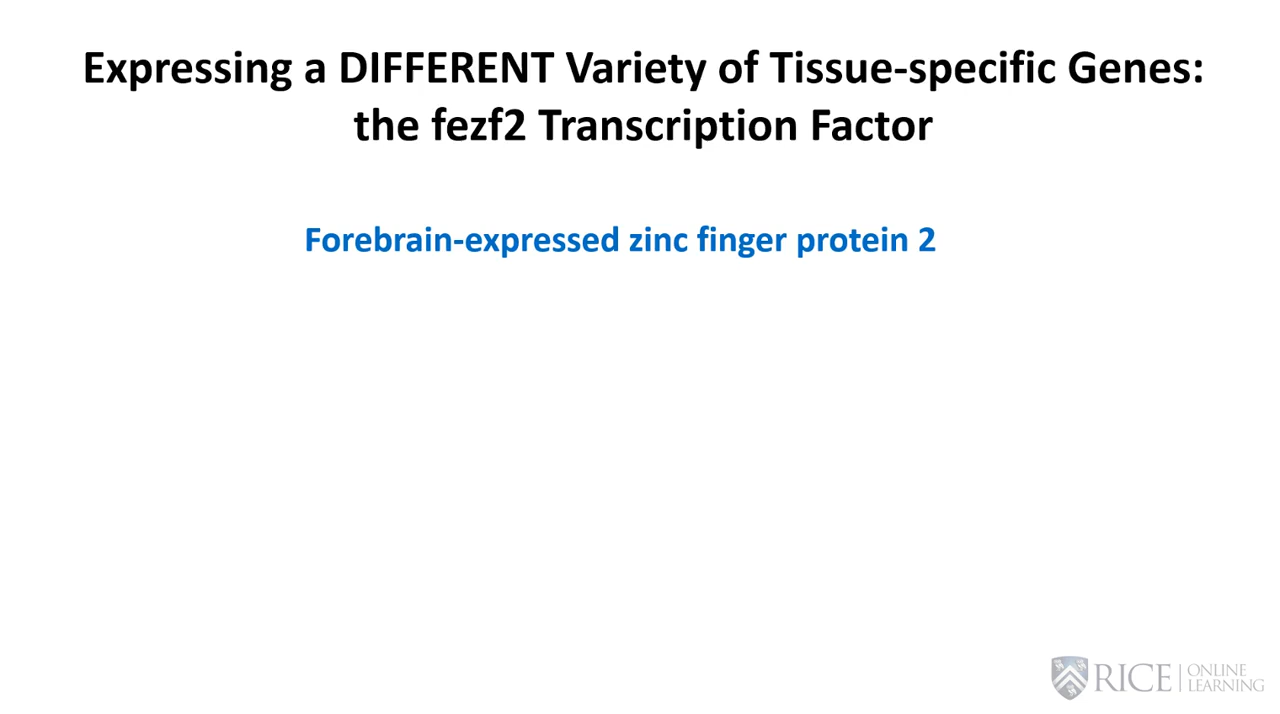 Expressing a DIFFERENT Variety of Tissue-specific Genes:
the fezf2 Transcription Factor
Forebrain-expressed zinc finger protein 2
RICE ONLINE
LEARNING